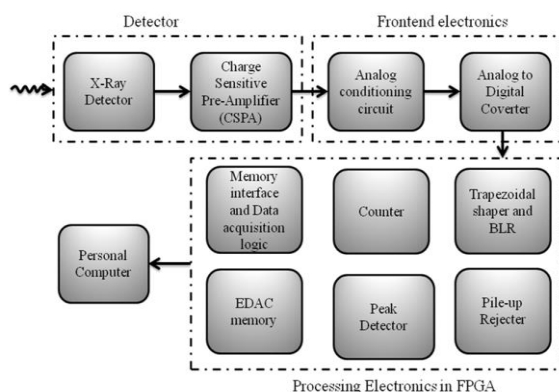 Detector
Frontend electronics
X-Ray
Detector
Charge
Sensitive
Pre-Amplifier
(CSPA)
Analog
conditioning
circuit
Analog to
Digital
Coverter
Memory
interface
and Data
acquisition
logic
Counter
Trapezoidal
shaper and
BLR
Personal
Computer
EDAC
memory
Peak
Detector
Pile-up
Rejecter
Processing Electronics in FPGA